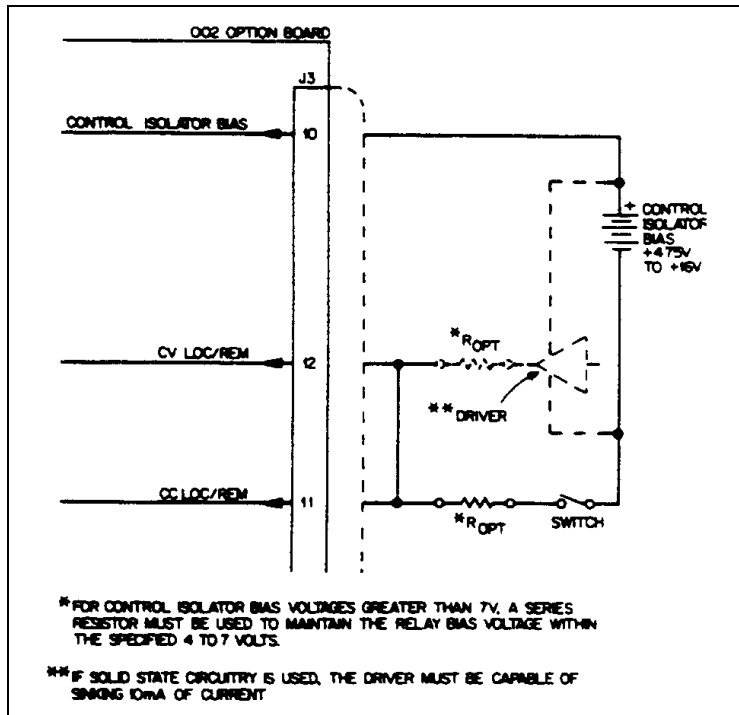 002 OPTION BOARD
J3
CONTROL ISOLATOR BIAS
10
+ CONTROL
ISOLATOR
BIAS
+4.75V
TO +16V
*ROPT
CV LOC/REM
12
**DRIVER
CC LOC/REM
11
*ROPT
SWITCH
*FOR CONTROL ISOLATOR BIAS VOLTAGES GREATER THAN 7V, A SERIES
RESISTOR MUST BE USED TO MAINTAIN THE RELAY BIAS VOLTAGE WITHIN
THE SPECIFIED 4 TO 7 VOLTS.
**IF SOLID STATE CIRCUITRY IS USED, THE DRIVER MUST BE CAPABLE OF
SINKING 10mA OF CURRENT